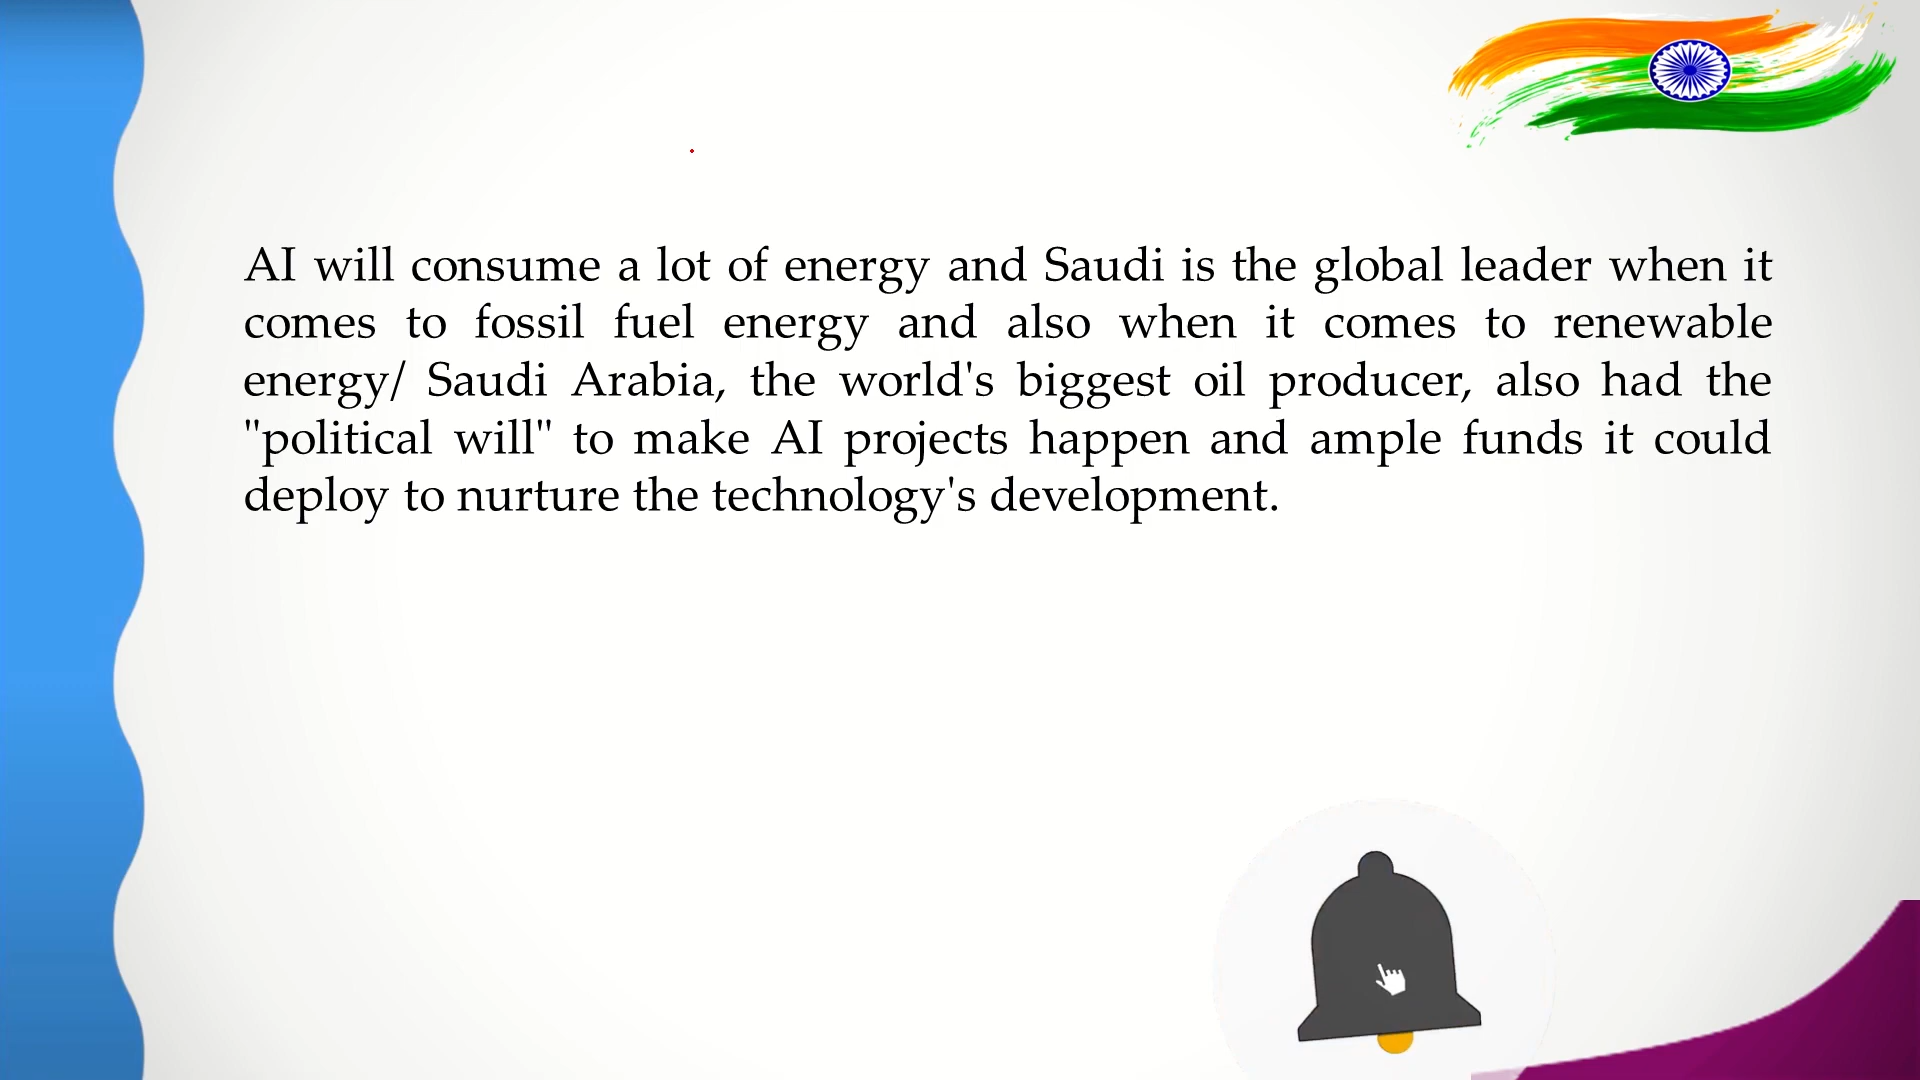 AI will consume a lot of energy and Saudi is the global leader when it
comes to fossil fuel energy and also when it comes to renewable
energy/ Saudi Arabia, the world's biggest oil producer, also had the
"political will" to make AI projects happen and ample funds it could
deploy to nurture the technology's development.